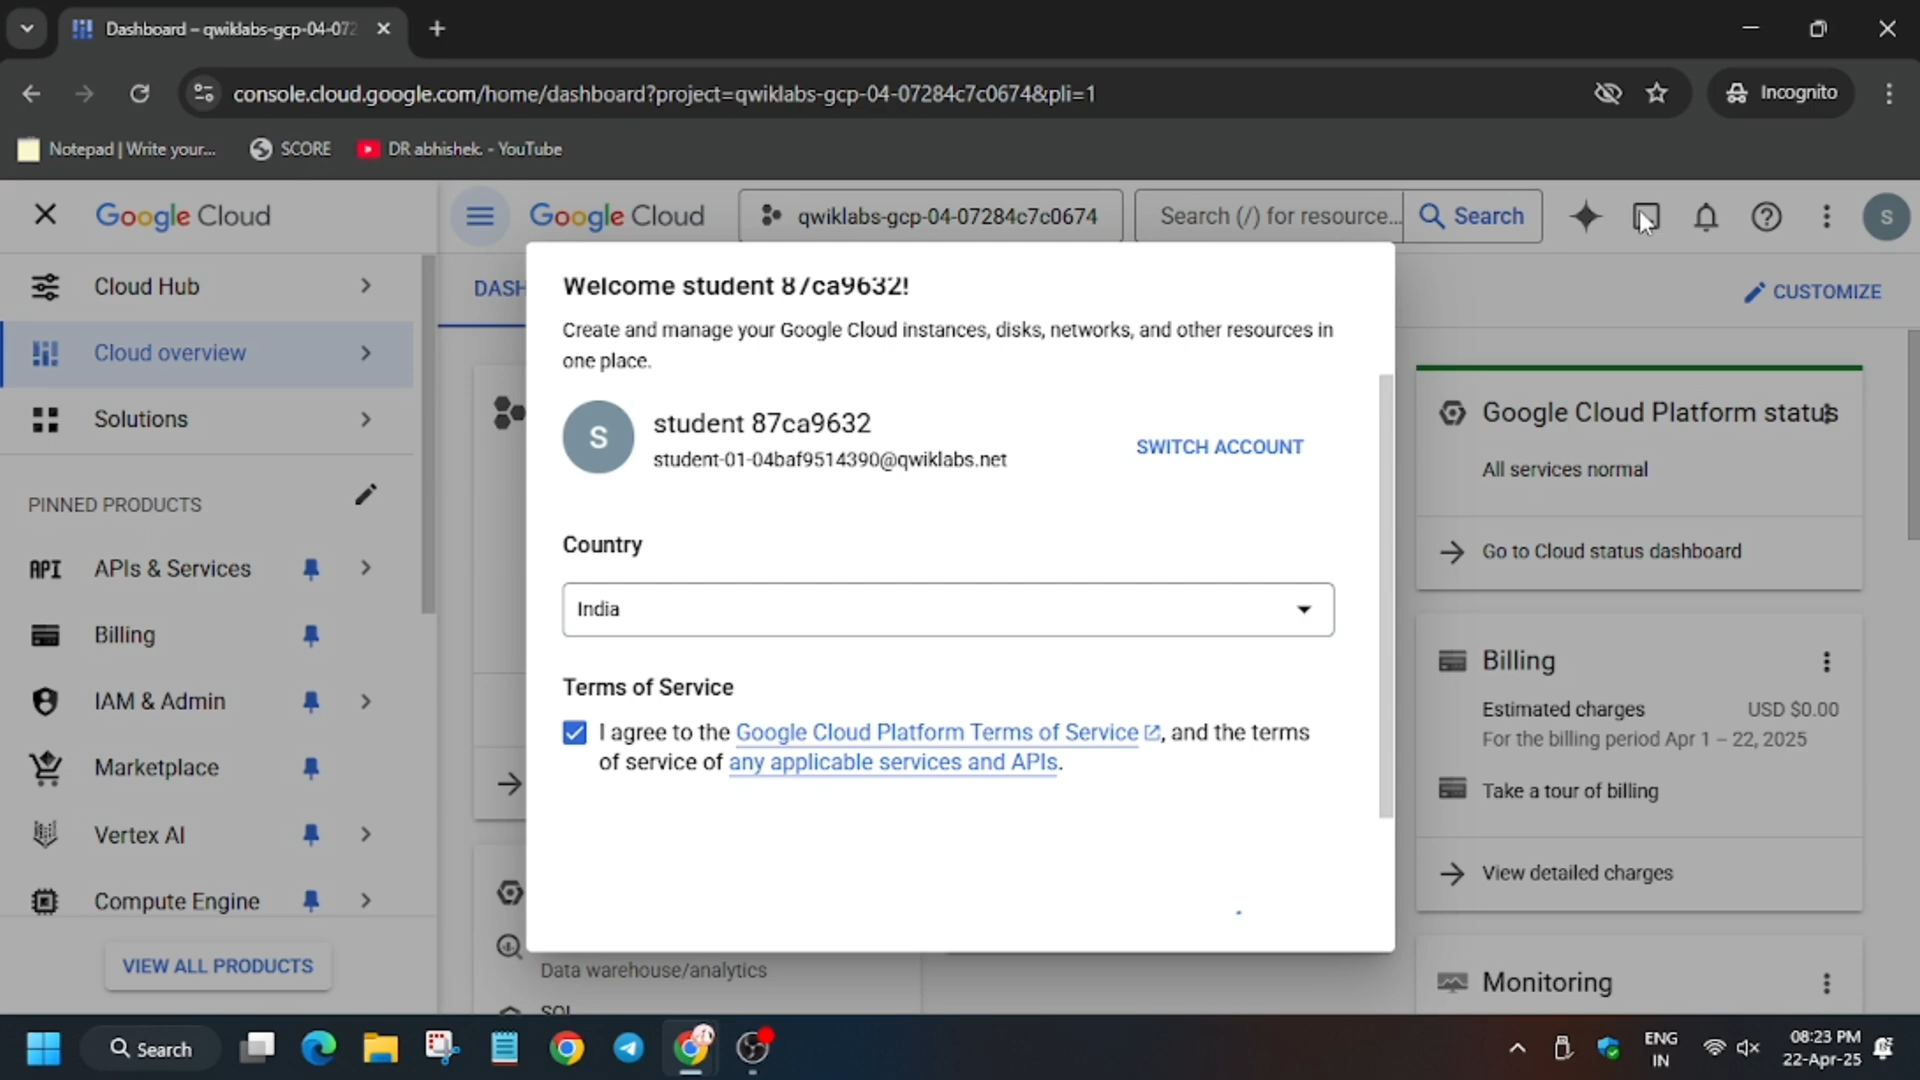 Dashboard – qwiklabs-gcp-04-072
console.cloud.google.com/home/dashboard?project=qwiklabs-gcp-04-07284c7c0674&pli=1
Incognito
Notepad | Write your...
SCORE
DR abhishek. - YouTube
Google Cloud
Google Cloud
qwiklabs-gcp-04-07284c7c0674
Search (/) for resource...
Search
S
Cloud Hub
Cloud overview
Solutions
PINNED PRODUCTS
API APIs & Services
Billing
IAM & Admin
Marketplace
Vertex AI
Compute Engine
VIEW ALL PRODUCTS
DASH
CUSTOMIZE
Welcome student 87ca9632!
Create and manage your Google Cloud instances, disks, networks, and other resources in
one place.
S
student 87ca9632
student-01-04baf9514390@qwiklabs.net
SWITCH ACCOUNT
Country
India
Terms of Service
I agree to the Google Cloud Platform Terms of Service, and the terms
of service of any applicable services and APIs.
Data warehouse/analytics
SQL
Google Cloud Platform status
All services normal
Go to Cloud status dashboard
Billing
Estimated charges USD $0.00
For the billing period Apr 1 – 22, 2025
Take a tour of billing
View detailed charges
Monitoring
Search
ENG
IN
08:23 PM
22-Apr-25